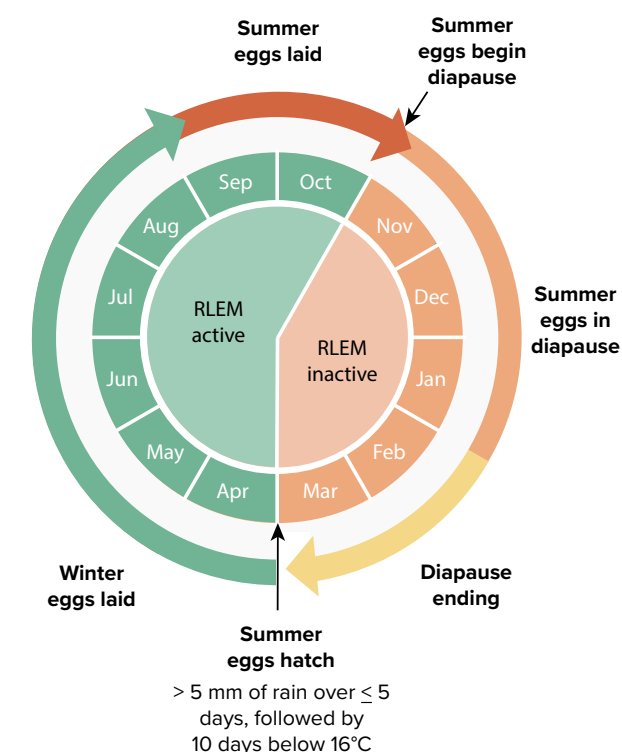 Summer
eggs laid
Summer
eggs begin
diapause
Sep
Oct
Aug
Nov
Jul
Dec
RLEM
active
RLEM
inactive
Summer
eggs in
diapause
Jun
Jan
May
Feb
Apr
Mar
Winter
eggs laid
Diapause
ending
Summer
eggs hatch
> 5 mm of rain over ≤ 5
days, followed by
10 days below 16°C